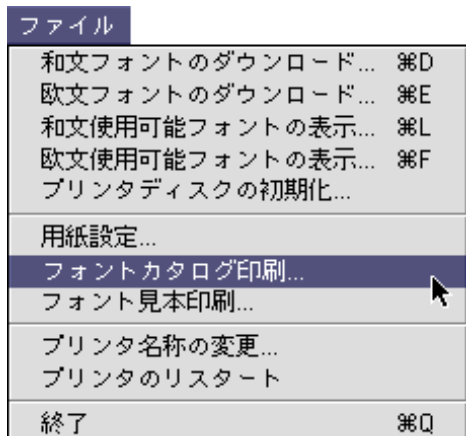 ファイル
和文フォントのダウンロード... ⌘D
欧文フォントのダウンロード... ⌘E
和文使用可能フォントの表示... ⌘L
欧文使用可能フォントの表示... ⌘F
プリンタディスクの初期化...
用紙設定...
フォントカタログ印刷...
フォント見本印刷...
プリンタ名称の変更...
プリンタのリスタート
終了 ⌘Q